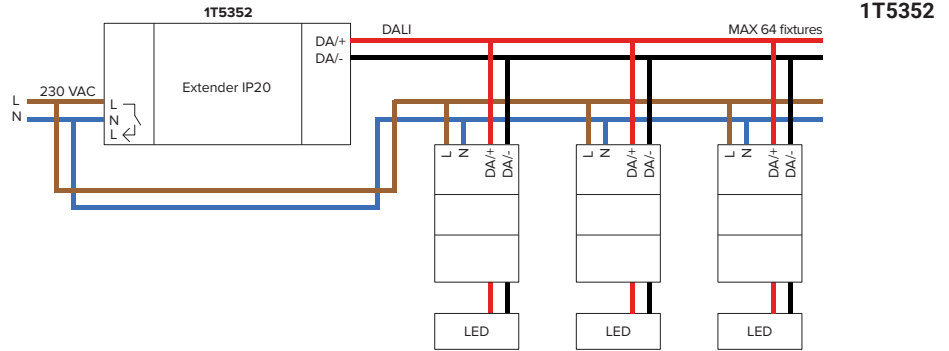 1T5352
1T5352
DALI
MAX 64 fixtures
DA/+
DA/-
Extender IP20
230 VAC
L
N
L
N
L
L N DA/+ DA/-
L N DA/+ DA/-
L N DA/+ DA/-
LED
LED
LED